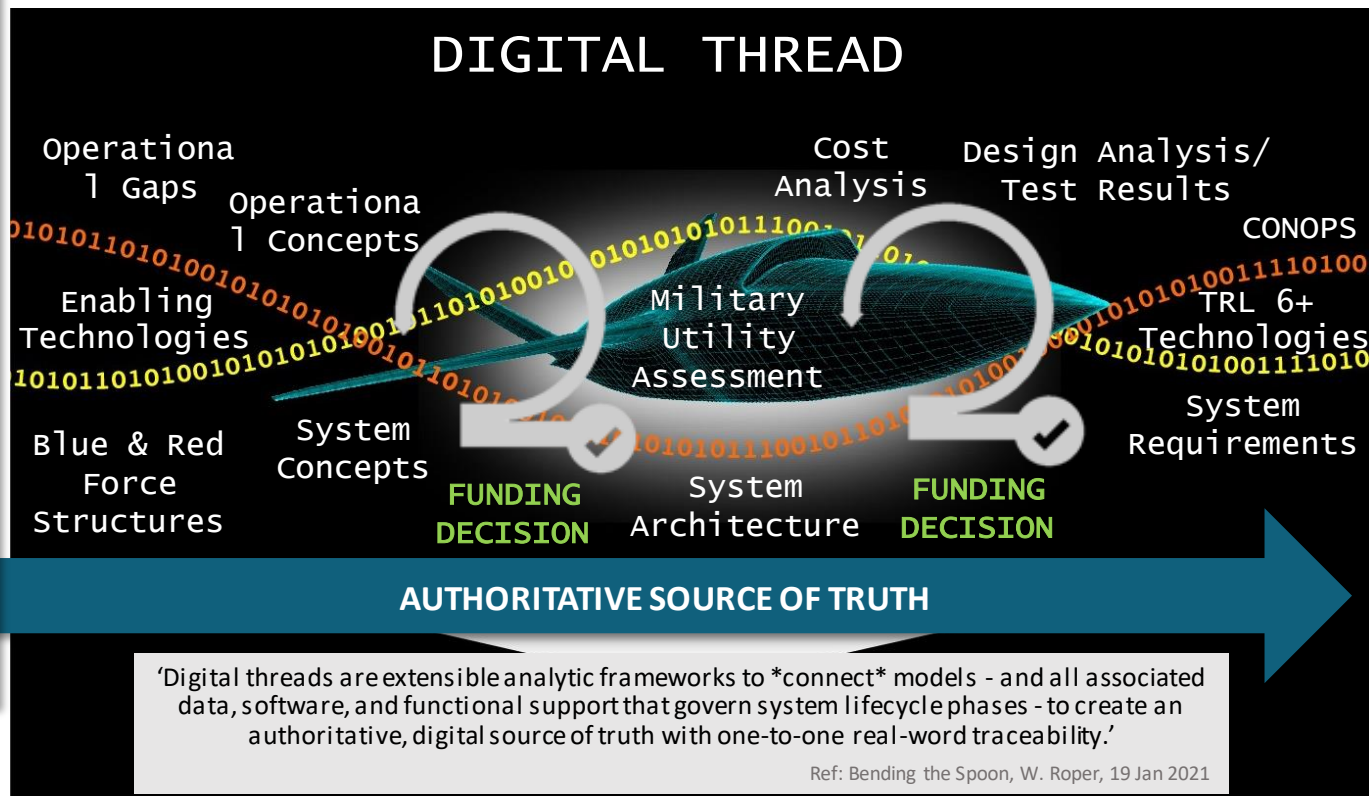 DIGITAL THREAD
Operationa
l Gaps
Operationa
l Concepts
Enabling
Technologies
Blue & Red
Force
Structures
System
Concepts
FUNDING
DECISION
Military
Utility
Assessment
System
Architecture
Cost
Analysis
Design Analysis/
Test Results
FUNDING
DECISION
CONOPS
TRL 6+
Technologies
System
Requirements
AUTHORITATIVE SOURCE OF TRUTH
‘Digital threads are extensible analytic frameworks to *connect* models - and all associated
data, software, and functional support that govern system lifecycle phases - to create an
authoritative, digital source of truth with one-to-one real-word traceability.’
Ref: Bending the Spoon, W. Roper, 19 Jan 2021